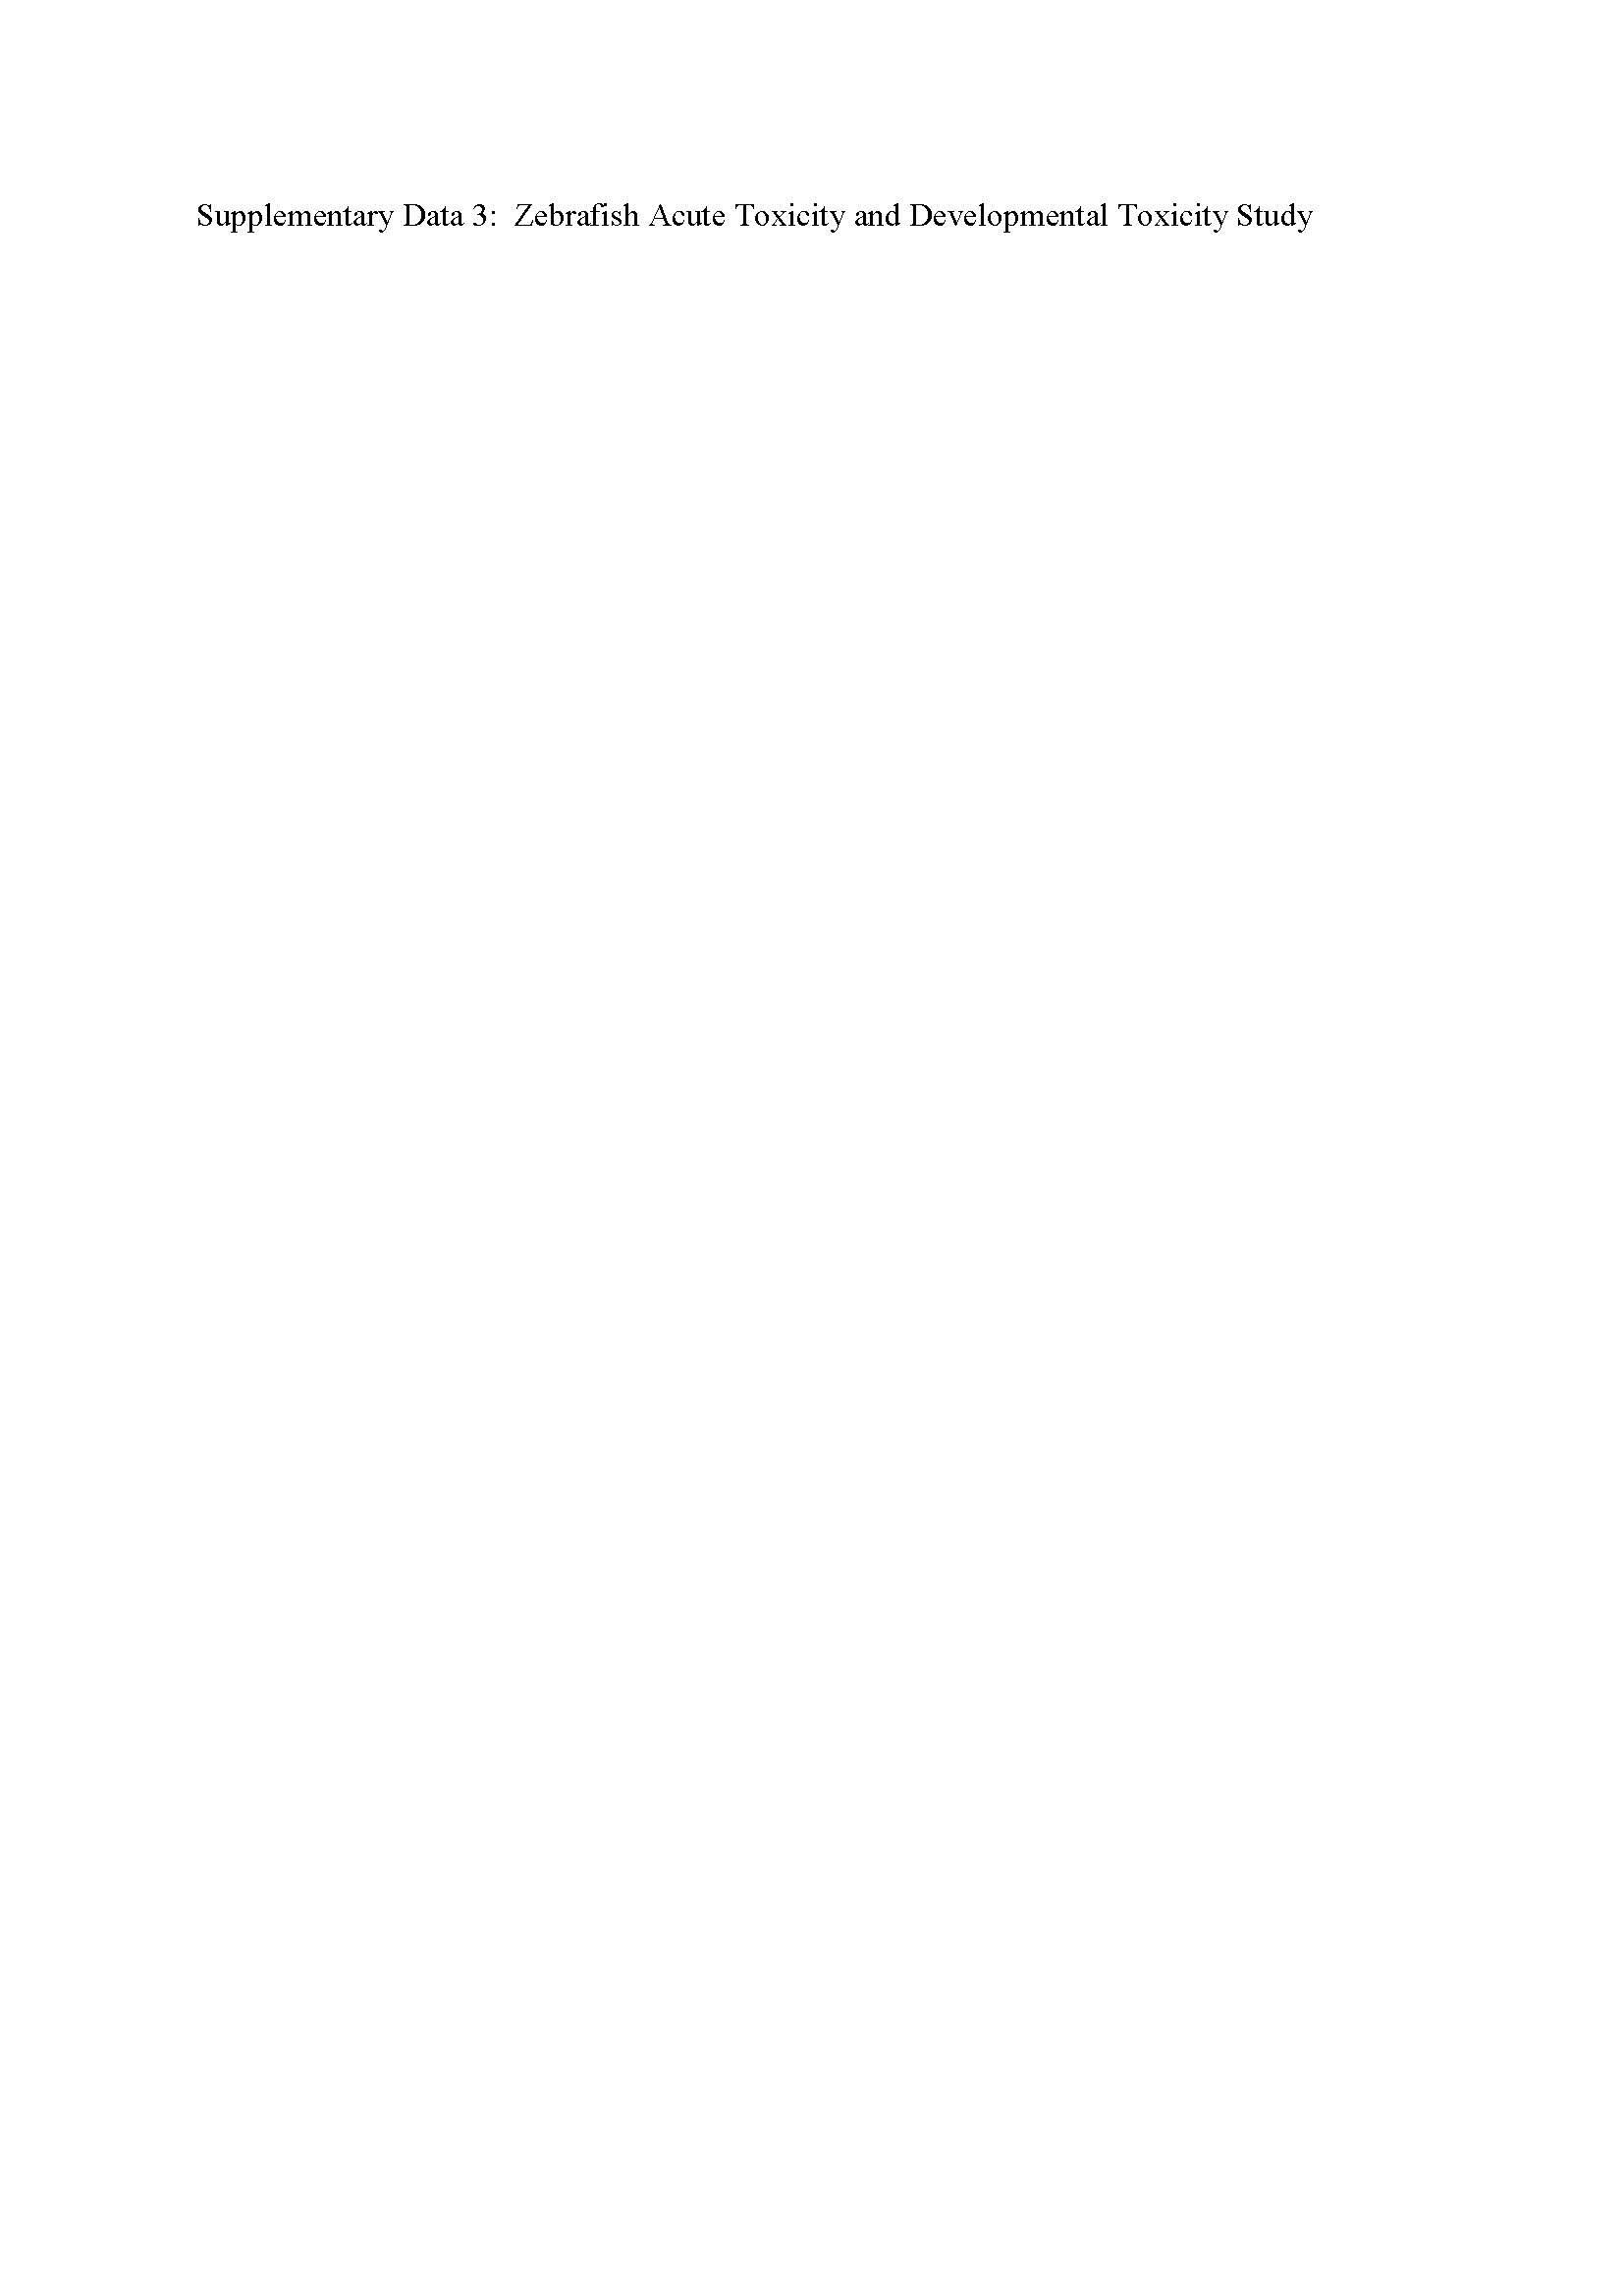 Supplementary Data 3:  Zebrafish Acute Toxicity and Developmental Toxicity Study